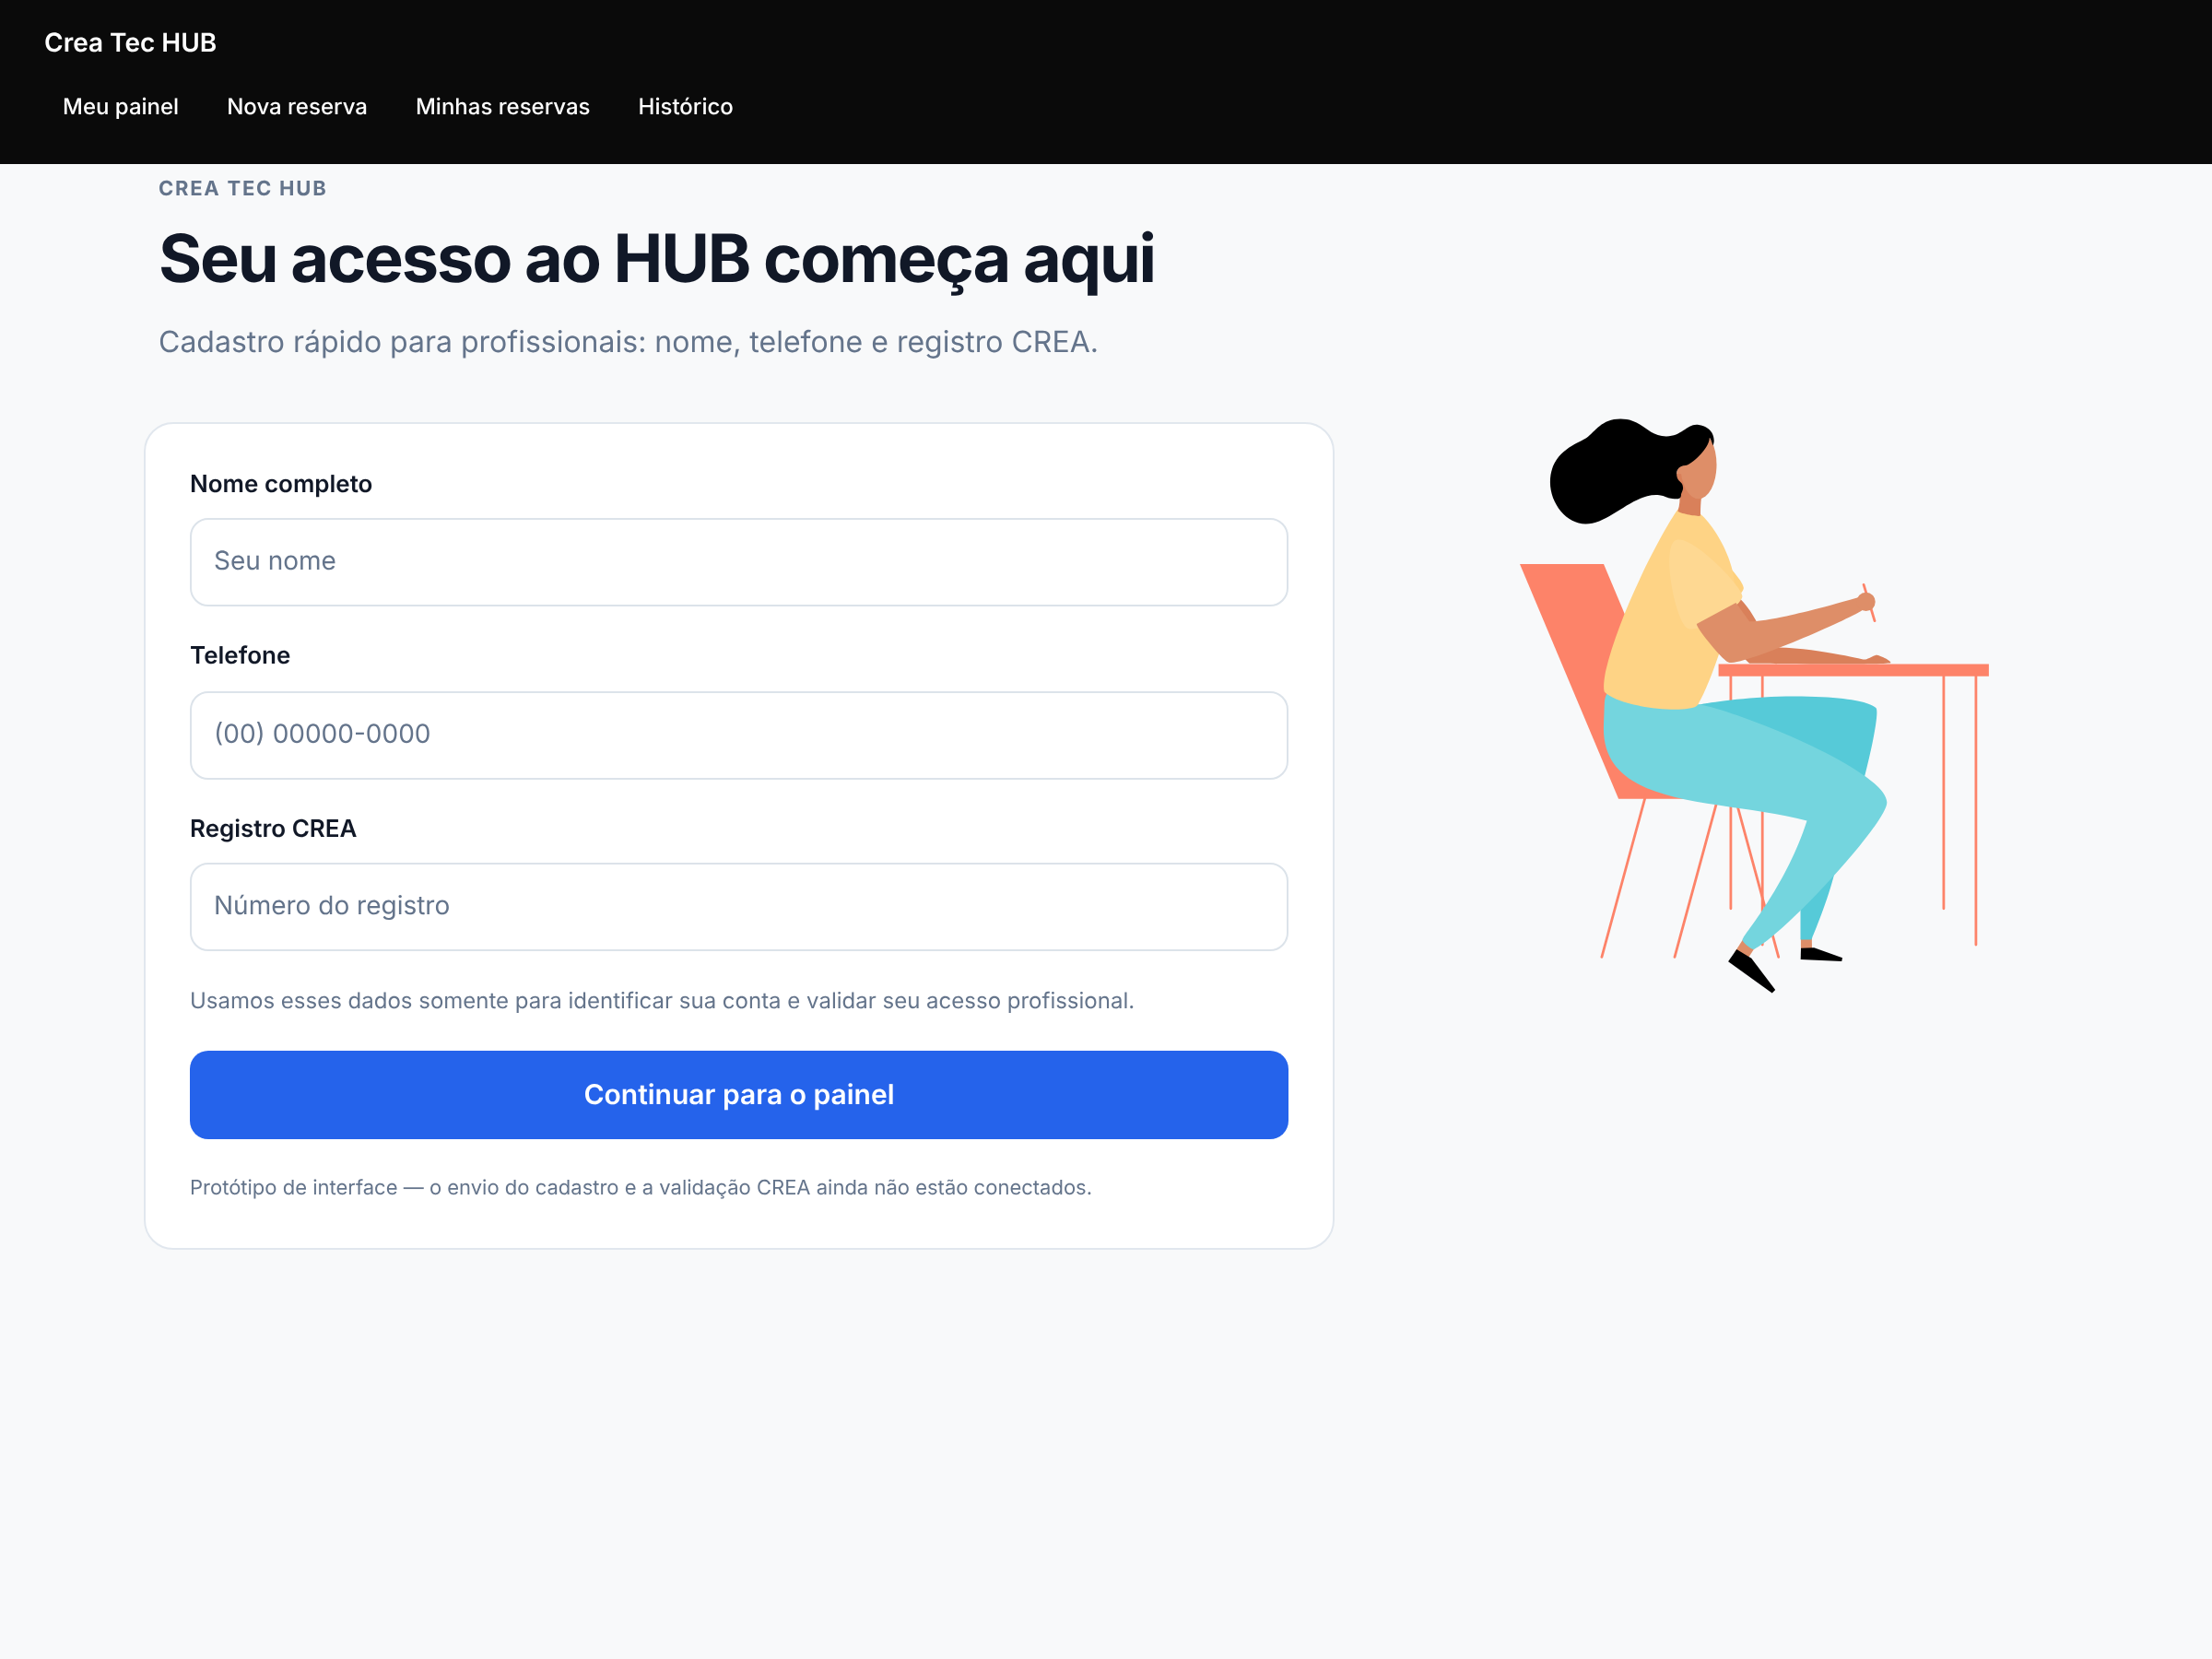 Crea Tec HUB
Meu painel Nova reserva Minhas reservas Histórico
CREA TEC HUB
Seu acesso ao HUB começa aqui
Cadastro rápido para profissionais: nome, telefone e registro CREA.
Nome completo
Seu nome
Telefone
(00) 00000-0000
Registro CREA
Número do registro
Usamos esses dados somente para identificar sua conta e validar seu acesso profissional.
Continuar para o painel
Protótipo de interface — o envio do cadastro e a validação CREA ainda não estão conectados.